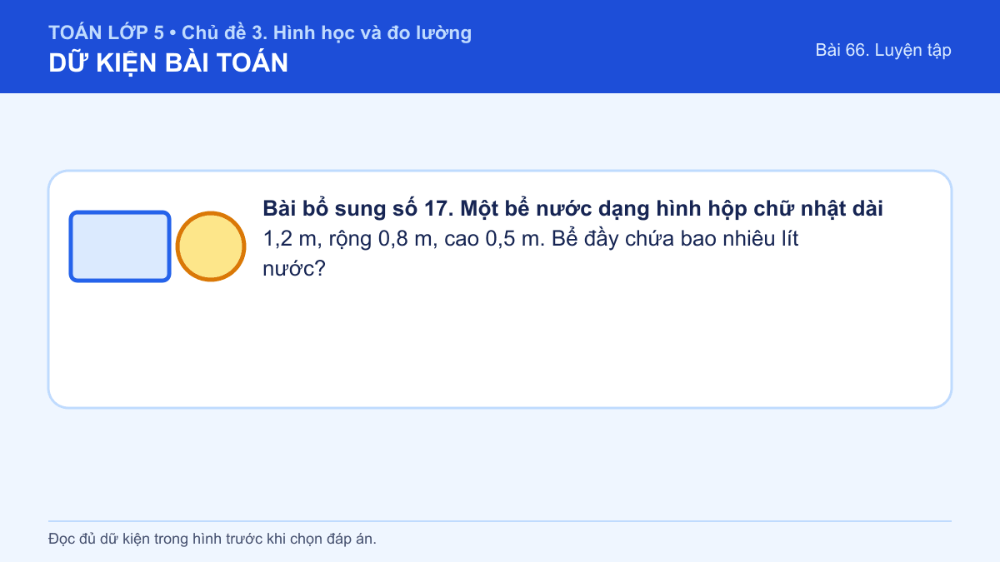 TOÁN LỚP 5 • Chủ đề 3. Hình học và đo lường
DỮ KIỆN BÀI TOÁN
Bài 66. Luyện tập
Bài bổ sung số 17. Một bể nước dạng hình hộp chữ nhật dài
1,2 m, rộng 0,8 m, cao 0,5 m. Bể đầy chứa bao nhiêu lít
nước?
Đọc đủ dữ kiện trong hình trước khi chọn đáp án.